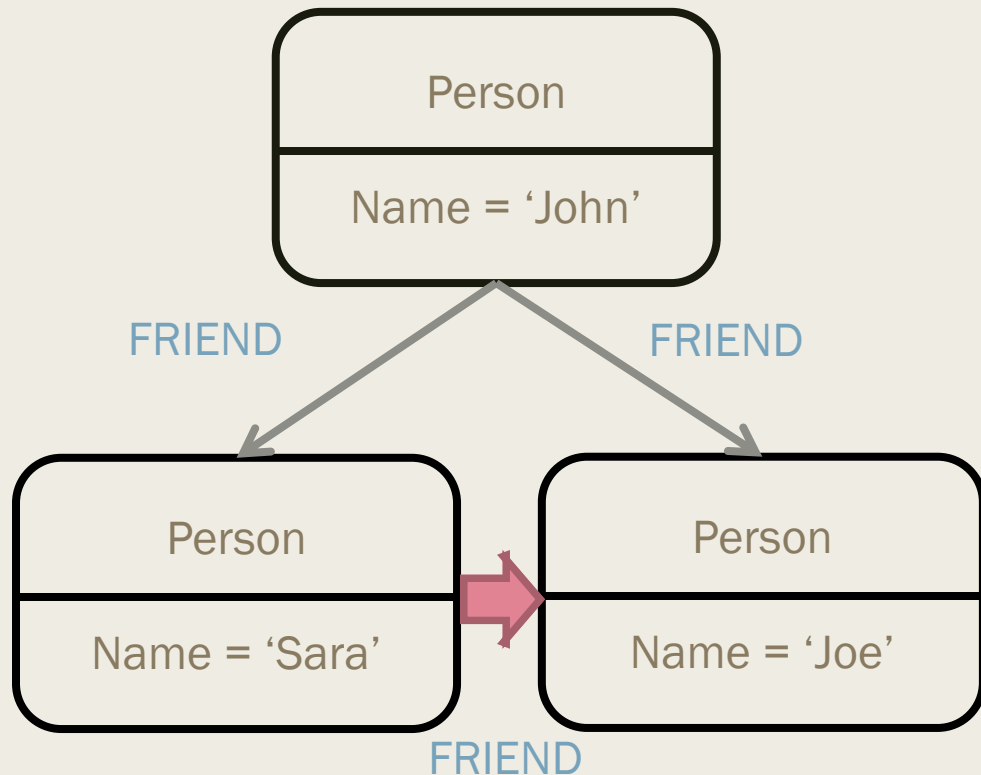 Person
Name = ‘John’
FRIEND
FRIEND
Person
Person
Name = ‘Sara’
Name = ‘Joe’
FRIEND